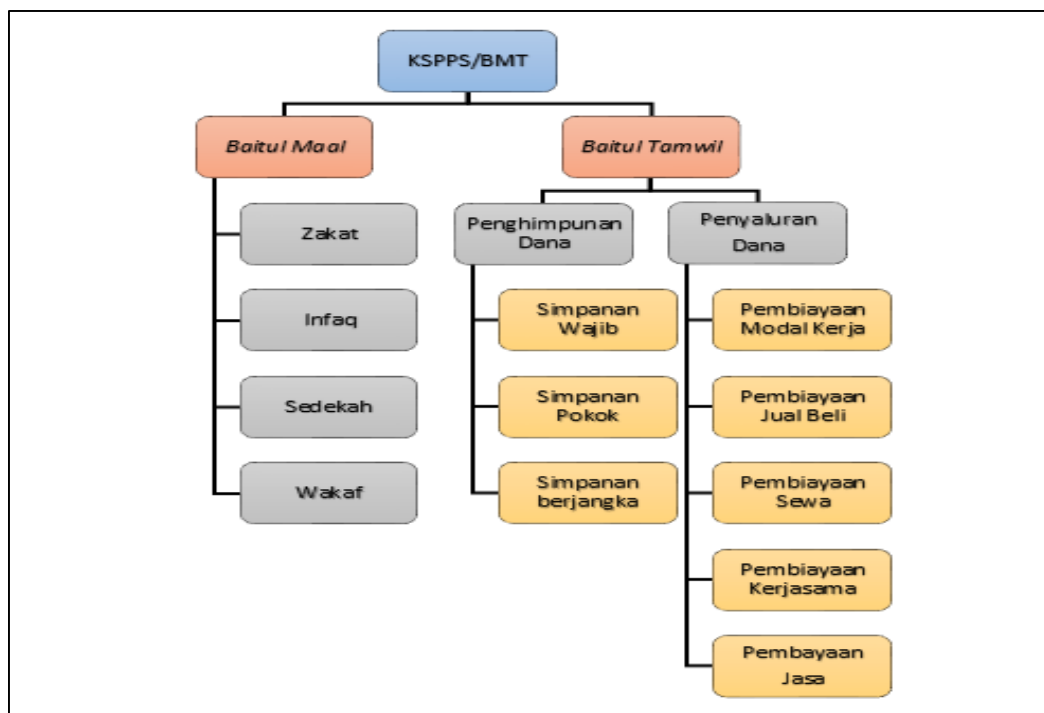 KSPPS/BMT
Baitul Maal
Baitul Tamwil
Zakat
Infaq
Sedekah
Wakaf
Penghimpunan
Dana
Simpanan
Wajib
Simpanan
Pokok
Simpanan
berjangka
Penyaluran
Dana
Pembiayaan
Modal Kerja
Pembiayaan
Jual Beli
Pembiayaan
Sewa
Pembiayaan
Kerjasama
Pembayaan
Jasa